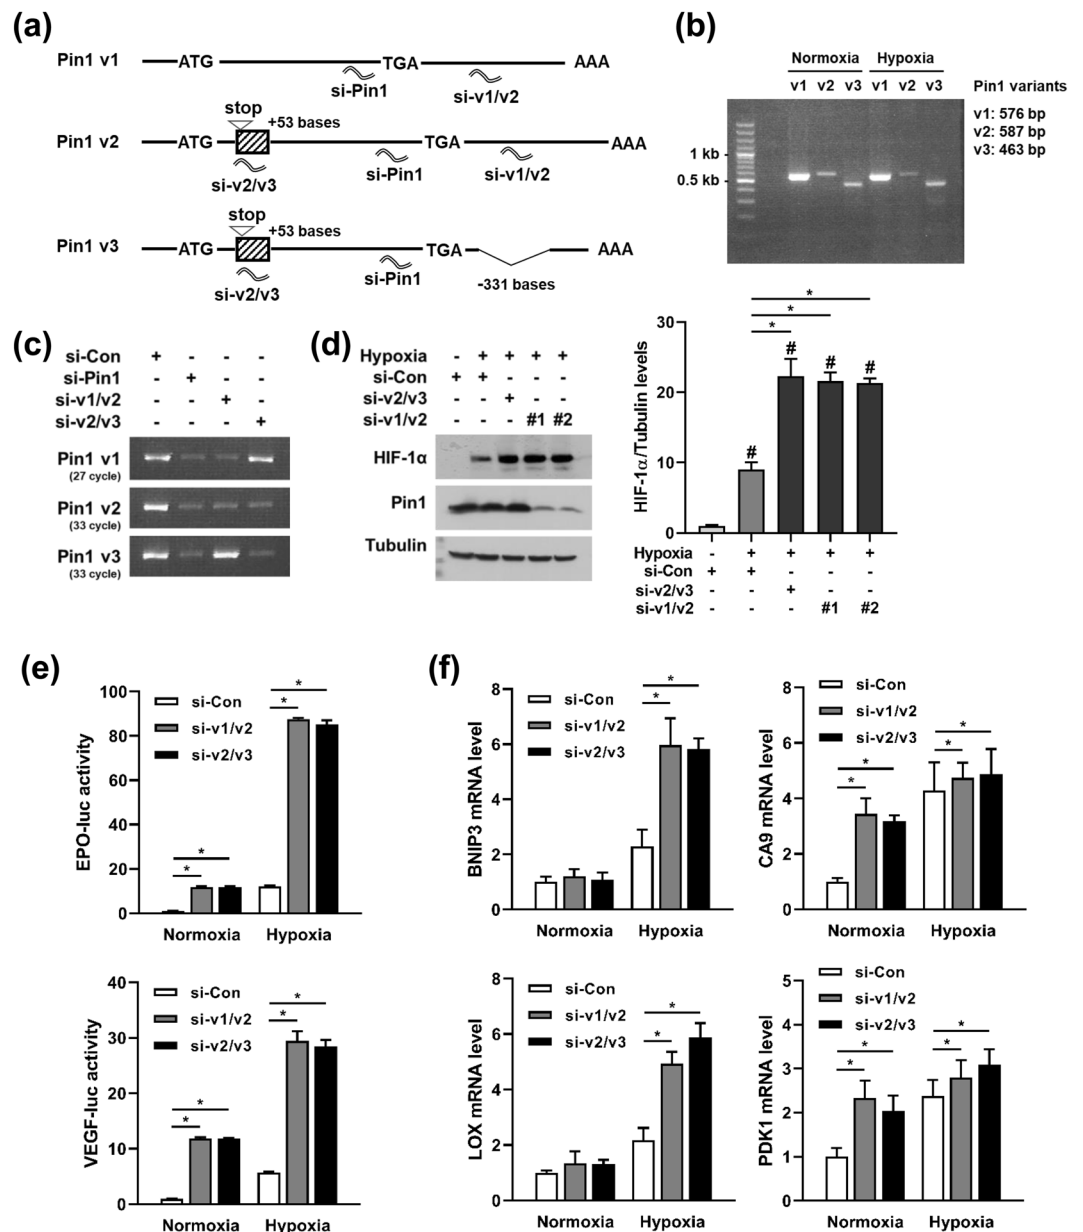 (a)
Pin1 v1
ATG
TGA
AAA
si-Pin1
si-v1/v2
stop
+53 bases
Pin1 v2
ATG
TGA
AAA
si-v2/v3
si-Pin1
si-v1/v2
stop
+53 bases
Pin1 v3
ATG
TGA
AAA
si-v2/v3
si-Pin1
-331 bases
(b)
Normoxia Hypoxia
v1 v2 v3 v1 v2 v3
Pin1 variants
v1: 576 bp
v2: 587 bp
v3: 463 bp
1 kb
0.5 kb
(c)
si-Con + - - -
si-Pin1 - + - -
si-v1/v2 - - + -
si-v2/v3 - - - +
Pin1 v1
(27 cycle)
Pin1 v2
(33 cycle)
Pin1 v3
(33 cycle)
(d)
Hypoxia - + + + +
si-Con + + - - -
si-v2/v3 - - + - -
si-v1/v2 - - - #1 #2
HIF-1α
Pin1
Tubulin
HIF-1α/Tubulin levels
30
20
10
0
*
*
*
# # # #
Hypoxia - + + + +
si-Con + + - - -
si-v2/v3 - - + - -
si-v1/v2 - - - #1 #2
(e)
EPO-luc activity
100
80
60
40
20
0
si-Con
si-v1/v2
si-v2/v3
*
*
*
*
Normoxia Hypoxia
VEGF-luc activity
40
30
20
10
0
si-Con
si-v1/v2
si-v2/v3
*
*
*
*
Normoxia Hypoxia
(f)
BNIP3 mRNA level
8
6
4
2
0
si-Con
si-v1/v2
si-v2/v3
*
*
Normoxia Hypoxia
CA9 mRNA level
8
6
4
2
0
si-Con
si-v1/v2
si-v2/v3
*
*
*
*
Normoxia Hypoxia
LOX mRNA level
8
6
4
2
0
si-Con
si-v1/v2
si-v2/v3
*
*
Normoxia Hypoxia
PDK1 mRNA level
5
4
3
2
1
0
si-Con
si-v1/v2
si-v2/v3
*
*
*
*
Normoxia Hypoxia